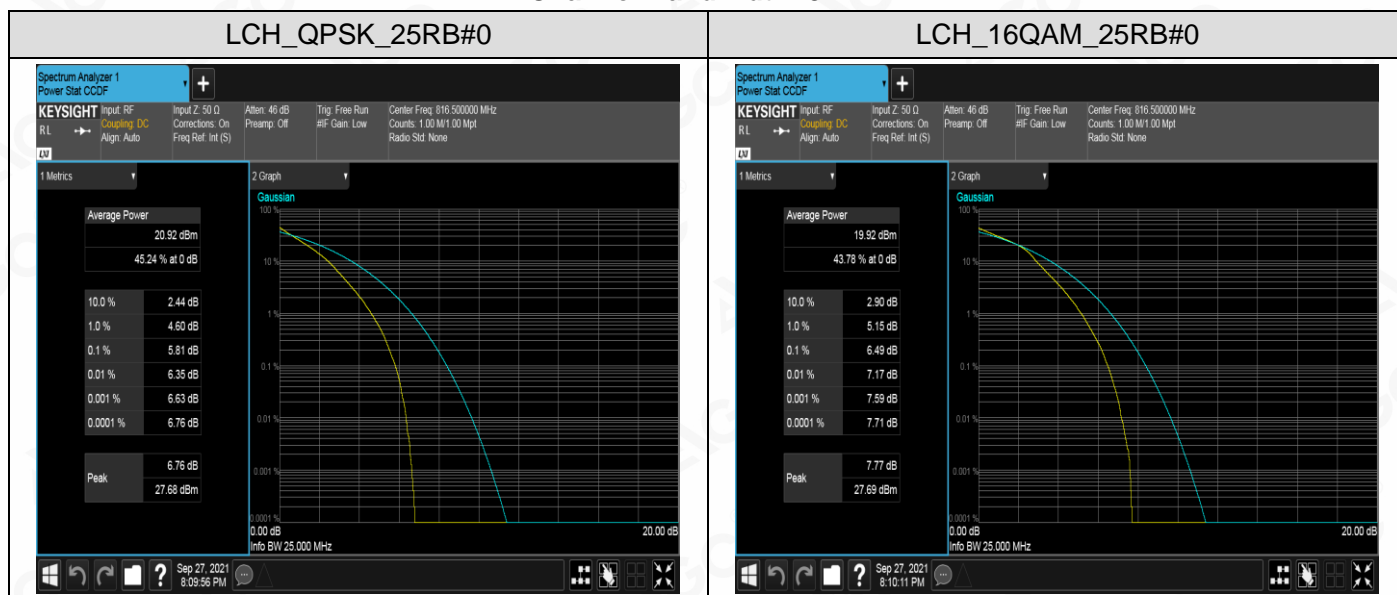 LCH_QPSK_25RB#0
Spectrum Analyzer 1
Power Stat CCDF
+
KEYSIGHT
RL
LXI
Input: RF
Coupling: DC
Align: Auto
Input Z: 50 Ω
Corrections: On
Freq Ref: Int (S)
Atten: 46 dB
Preamp: Off
Trig: Free Run
#IF Gain: Low
Center Freq: 816.500000 MHz
Counts: 1.00 M/1.00 Mpt
Radio Std: None
1 Metrics
Average Power
20.92 dBm
45.24 % at 0 dB
10.0 % 2.44 dB
1.0 % 4.60 dB
0.1 % 5.81 dB
0.01 % 6.35 dB
0.001 % 6.63 dB
0.0001 % 6.76 dB
Peak
6.76 dB
27.68 dBm
2 Graph
Gaussian
100 %
10 %
1 %
0.1 %
0.01 %
0.001 %
0.0001 %
0.00 dB 20.00 dB
Info BW 25.000 MHz
?
Sep 27, 2021
8:09:56 PM
LCH_16QAM_25RB#0
Spectrum Analyzer 1
Power Stat CCDF
+
KEYSIGHT
RL
LXI
Input: RF
Coupling: DC
Align: Auto
Input Z: 50 Ω
Corrections: On
Freq Ref: Int (S)
Atten: 46 dB
Preamp: Off
Trig: Free Run
#IF Gain: Low
Center Freq: 816.500000 MHz
Counts: 1.00 M/1.00 Mpt
Radio Std: None
1 Metrics
Average Power
19.92 dBm
43.78 % at 0 dB
10.0 % 2.90 dB
1.0 % 5.15 dB
0.1 % 6.49 dB
0.01 % 7.17 dB
0.001 % 7.59 dB
0.0001 % 7.71 dB
Peak
7.77 dB
27.69 dBm
2 Graph
Gaussian
100 %
10 %
1 %
0.1 %
0.01 %
0.001 %
0.0001 %
0.00 dB 20.00 dB
Info BW 25.000 MHz
?
Sep 27, 2021
8:10:11 PM